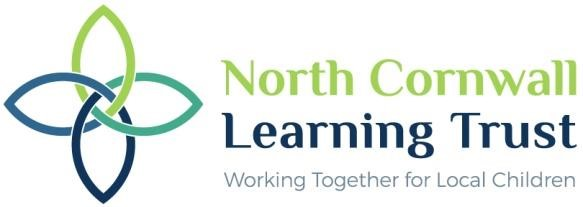 North Cornwall
Learning Trust
Working Together for Local Children